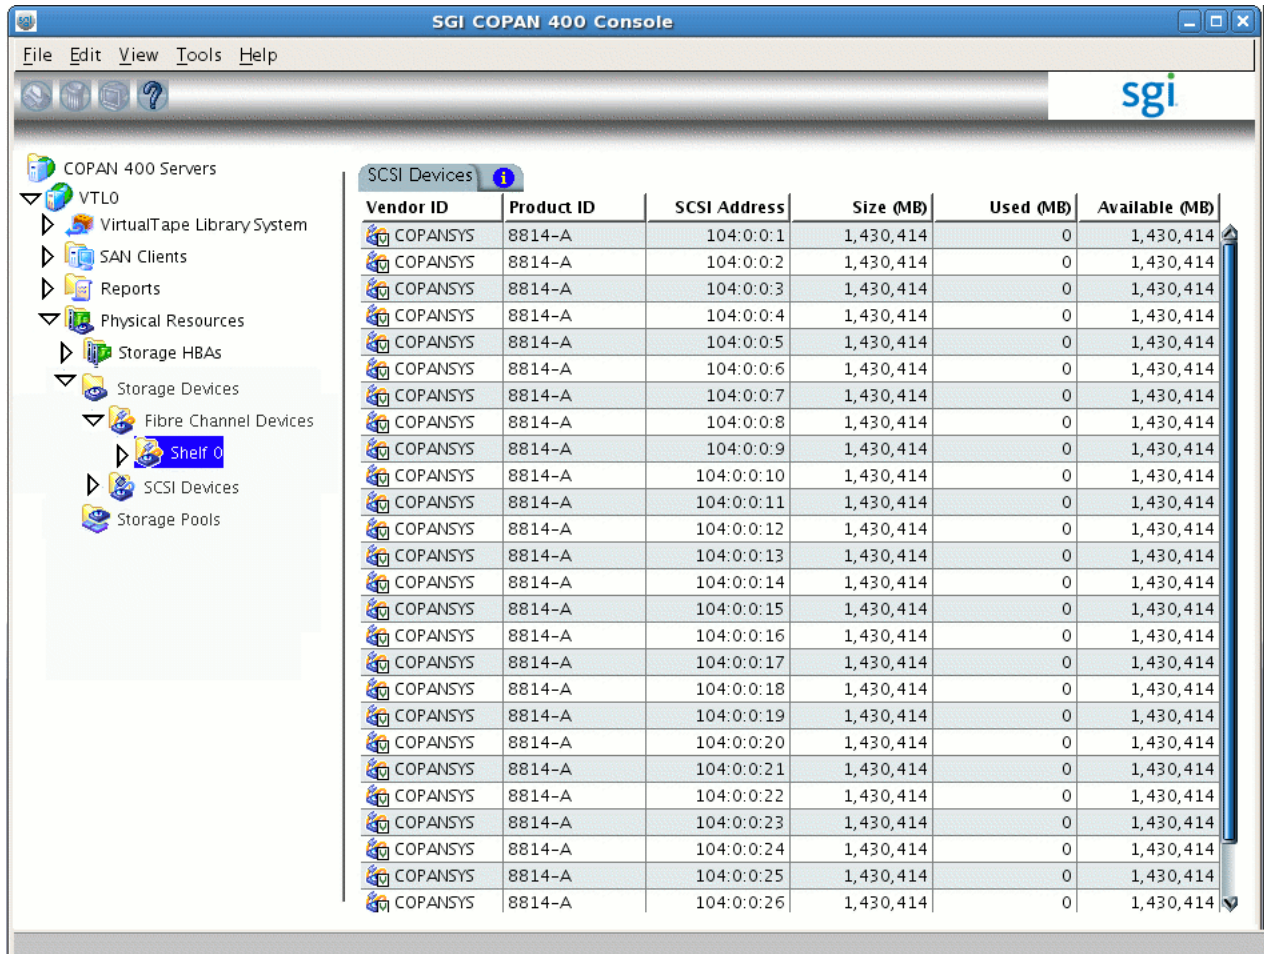 SGI COPAN 400 Console
File Edit View Tools Help
sgi
COPAN 400 Servers
VTL0
VirtualTape Library System
SAN Clients
Reports
Physical Resources
Storage HBAs
Storage Devices
Fibre Channel Devices
Shelf 0
SCSI Devices
Storage Pools
SCSI Devices
Vendor ID Product ID SCSI Address Size (MB) Used (MB) Available (MB)
COPANSYS 8814-A 104:0:0:1 1,430,414 0 1,430,414
COPANSYS 8814-A 104:0:0:2 1,430,414 0 1,430,414
COPANSYS 8814-A 104:0:0:3 1,430,414 0 1,430,414
COPANSYS 8814-A 104:0:0:4 1,430,414 0 1,430,414
COPANSYS 8814-A 104:0:0:5 1,430,414 0 1,430,414
COPANSYS 8814-A 104:0:0:6 1,430,414 0 1,430,414
COPANSYS 8814-A 104:0:0:7 1,430,414 0 1,430,414
COPANSYS 8814-A 104:0:0:8 1,430,414 0 1,430,414
COPANSYS 8814-A 104:0:0:9 1,430,414 0 1,430,414
COPANSYS 8814-A 104:0:0:10 1,430,414 0 1,430,414
COPANSYS 8814-A 104:0:0:11 1,430,414 0 1,430,414
COPANSYS 8814-A 104:0:0:12 1,430,414 0 1,430,414
COPANSYS 8814-A 104:0:0:13 1,430,414 0 1,430,414
COPANSYS 8814-A 104:0:0:14 1,430,414 0 1,430,414
COPANSYS 8814-A 104:0:0:15 1,430,414 0 1,430,414
COPANSYS 8814-A 104:0:0:16 1,430,414 0 1,430,414
COPANSYS 8814-A 104:0:0:17 1,430,414 0 1,430,414
COPANSYS 8814-A 104:0:0:18 1,430,414 0 1,430,414
COPANSYS 8814-A 104:0:0:19 1,430,414 0 1,430,414
COPANSYS 8814-A 104:0:0:20 1,430,414 0 1,430,414
COPANSYS 8814-A 104:0:0:21 1,430,414 0 1,430,414
COPANSYS 8814-A 104:0:0:22 1,430,414 0 1,430,414
COPANSYS 8814-A 104:0:0:23 1,430,414 0 1,430,414
COPANSYS 8814-A 104:0:0:24 1,430,414 0 1,430,414
COPANSYS 8814-A 104:0:0:25 1,430,414 0 1,430,414
COPANSYS 8814-A 104:0:0:26 1,430,414 0 1,430,414